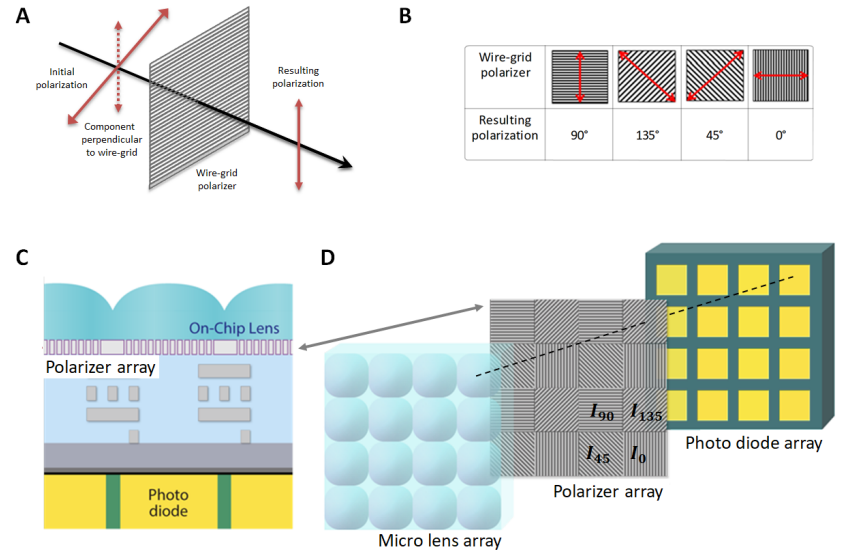 A
Initial
polarization
Component
perpendicular
to wire-grid
Resulting
polarization
Wire-grid
polarizer
B
Wire-grid
polarizer
Resulting
polarization
90°
135°
45°
0°
C
On-Chip Lens
Polarizer array
Photo
diode
D
I90
I135
I45
I0
Photo diode array
Polarizer array
Micro lens array